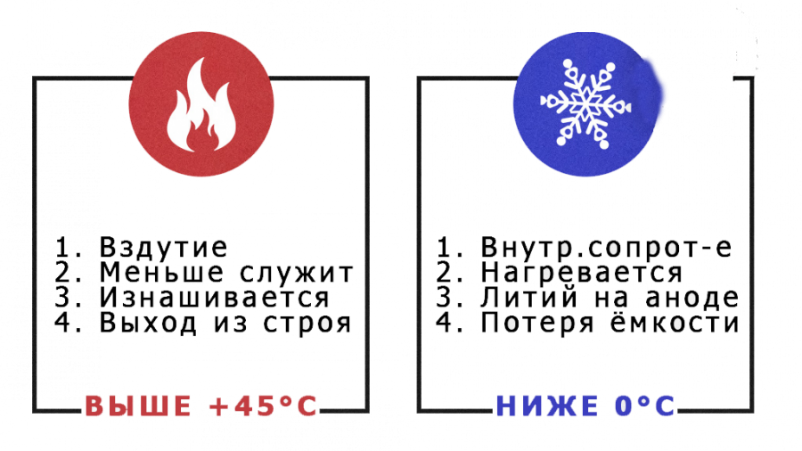 1. Вздутие
2. Меньше служит
3. Изнашивается
4. Выход из строя
ВЫШЕ +45°C
1. Внутр.сопрот-е
2. Нагревается
3. Литий на аноде
4. Потеря ёмкости
НИЖЕ 0°C